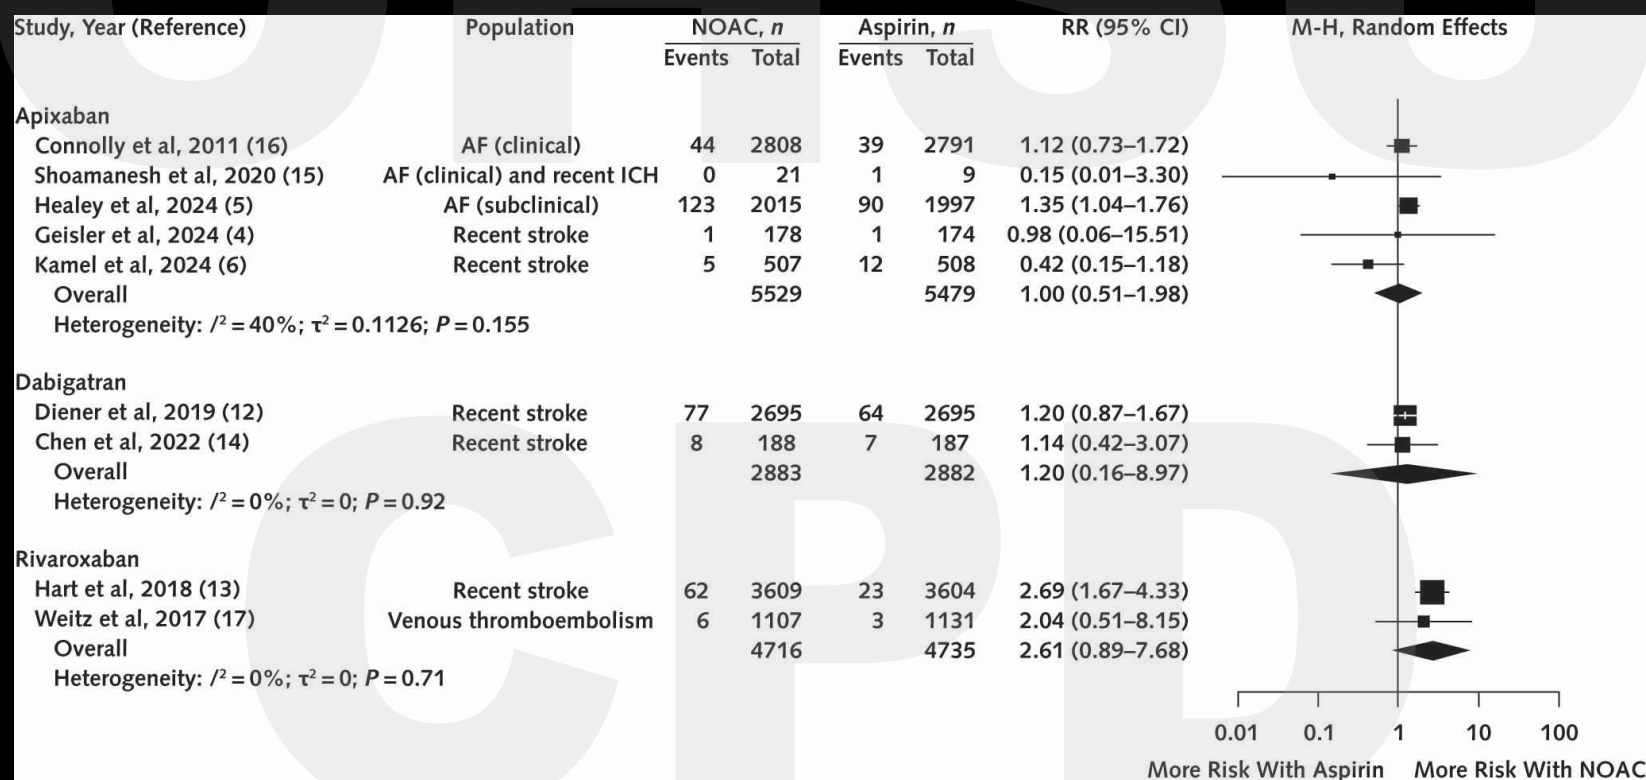 Study, Year (Reference) Population NOAC, n Aspirin, n RR (95% CI) M-H, Random Effects
Events Total Events Total
Apixaban
Connolly et al, 2011 (16) AF (clinical) 44 2808 39 2791 1.12 (0.73–1.72)
Shoamanesh et al, 2020 (15) AF (clinical) and recent ICH 0 21 1 9 0.15 (0.01–3.30)
Healey et al, 2024 (5) AF (subclinical) 123 2015 90 1997 1.35 (1.04–1.76)
Geisler et al, 2024 (4) Recent stroke 1 178 1 174 0.98 (0.06–15.51)
Kamel et al, 2024 (6) Recent stroke 5 507 12 508 0.42 (0.15–1.18)
Overall 5529 5479 1.00 (0.51–1.98)
Heterogeneity: I² = 40%; τ² = 0.1126; P = 0.155
Dabigatran
Diener et al, 2019 (12) Recent stroke 77 2695 64 2695 1.20 (0.87–1.67)
Chen et al, 2022 (14) Recent stroke 8 188 7 187 1.14 (0.42–3.07)
Overall 2883 2882 1.20 (0.16–8.97)
Heterogeneity: I² = 0%; τ² = 0; P = 0.92
Rivaroxaban
Hart et al, 2018 (13) Recent stroke 62 3609 23 3604 2.69 (1.67–4.33)
Weitz et al, 2017 (17) Venous thromboembolism 6 1107 3 1131 2.04 (0.51–8.15)
Overall 4716 4735 2.61 (0.89–7.68)
Heterogeneity: I² = 0%; τ² = 0; P = 0.71
0.01 0.1 1 10 100
More Risk With Aspirin More Risk With NOAC
CPD